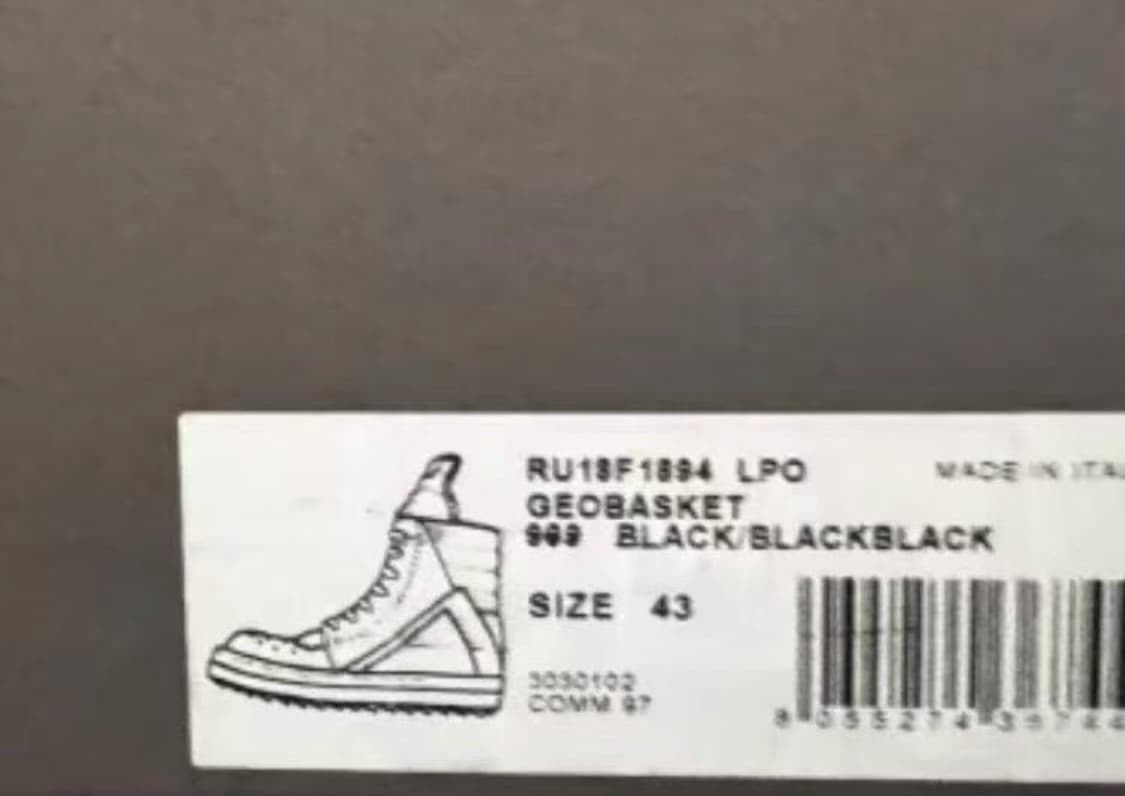 RU18F1894 LPO
MADE IN ITA
GEOBASKET
BLACK/BLACKBLACK
SIZE 43
3030102
COMM 97